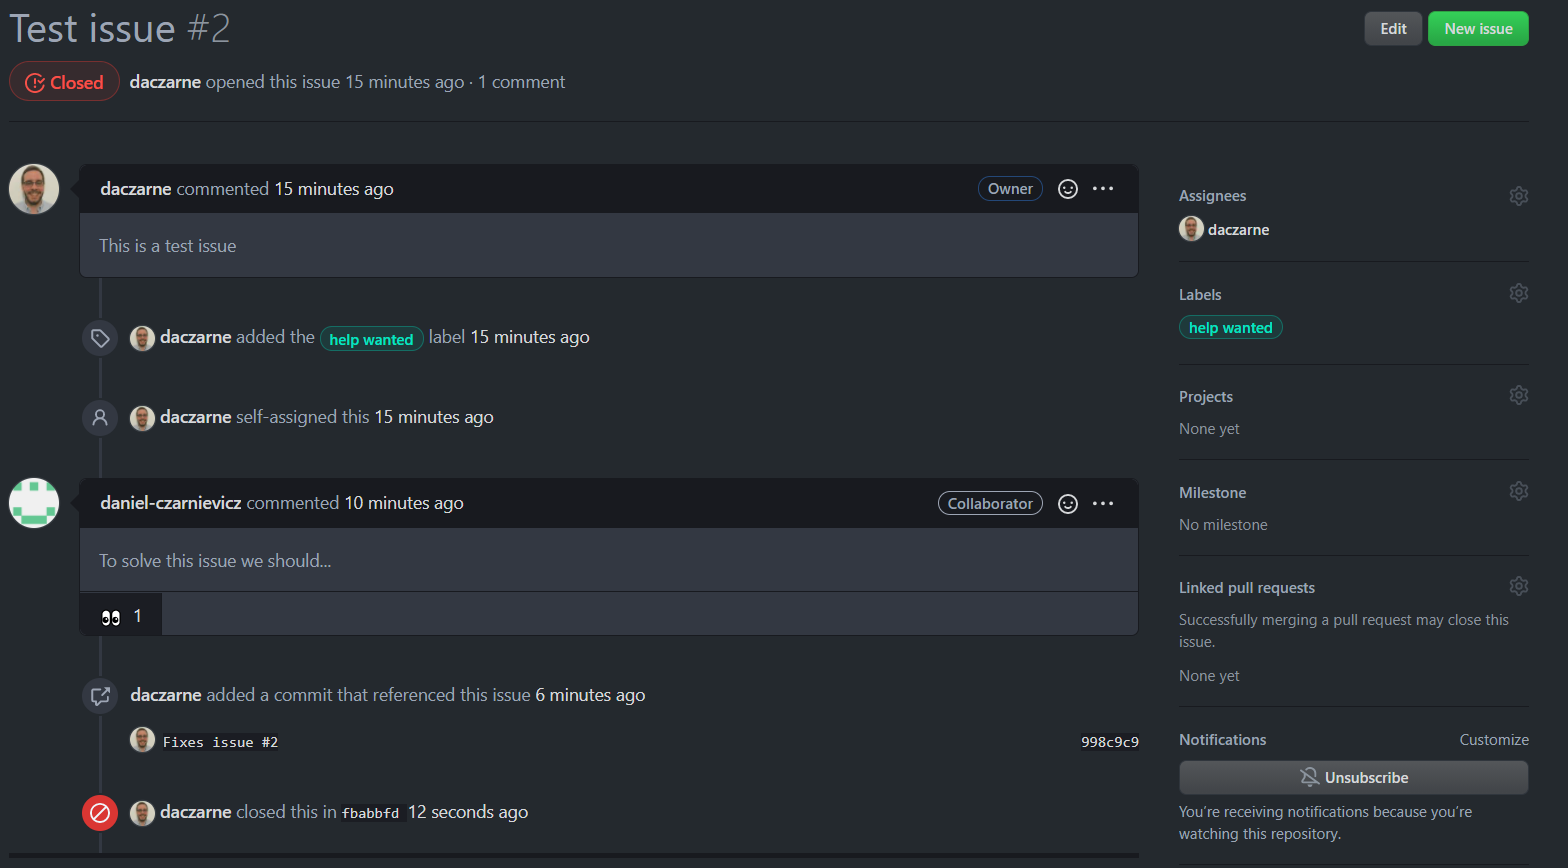 Test issue #2
Edit
New issue
Closed
daczarne opened this issue 15 minutes ago · 1 comment
daczarne commented 15 minutes ago
Owner
This is a test issue
daczarne added the help wanted label 15 minutes ago
daczarne self-assigned this 15 minutes ago
daniel-czarnievicz commented 10 minutes ago
Collaborator
To solve this issue we should...
1
daczarne added a commit that referenced this issue 6 minutes ago
Fixes issue #2
998c9c9
daczarne closed this in fbabbfd 12 seconds ago
Assignees
daczarne
Labels
help wanted
Projects
None yet
Milestone
No milestone
Linked pull requests
Successfully merging a pull request may close this
issue.
None yet
Notifications
Customize
Unsubscribe
You're receiving notifications because you're
watching this repository.